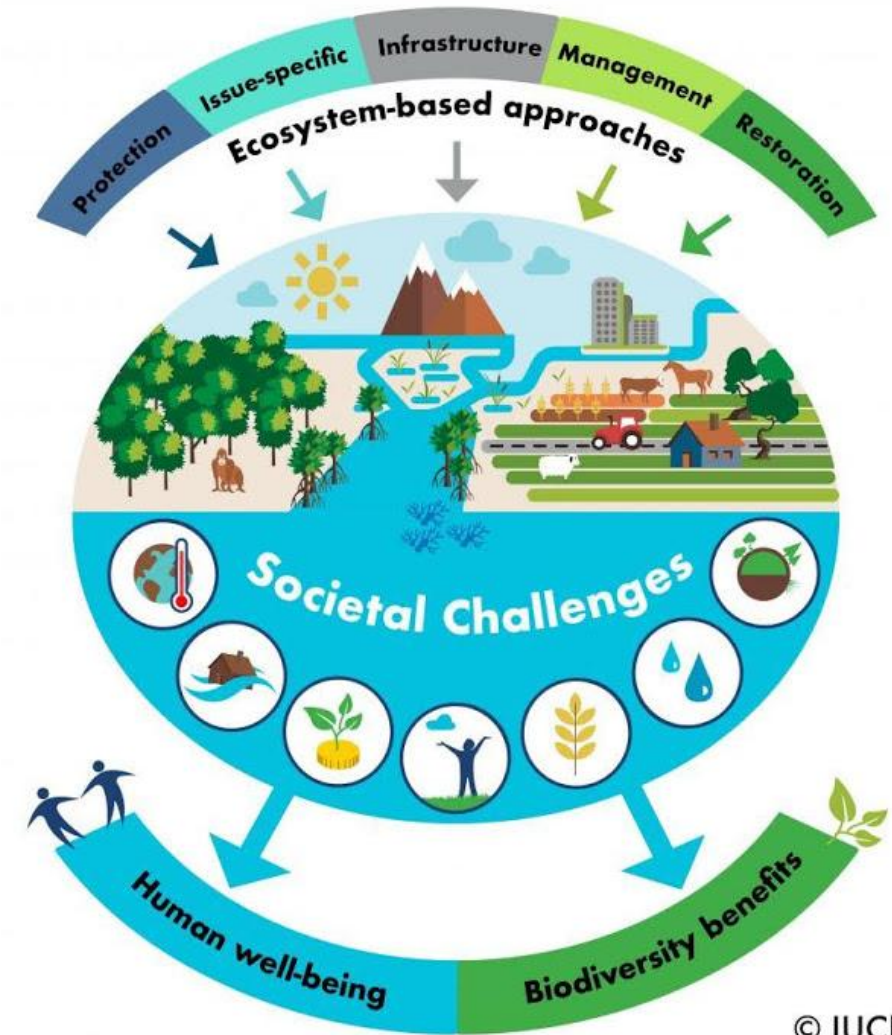 Protection
Issue-specific
Infrastructure
Management
Restoration
Ecosystem-based approaches
Societal Challenges
Human well-being
Biodiversity benefits